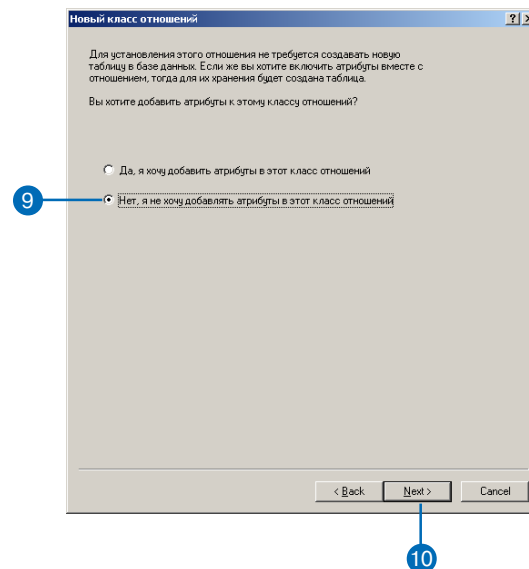 Новый класс отношений
Для установления этого отношения не требуется создавать новую
таблицу в базе данных. Если же вы хотите включить атрибуты вместе с
отношением, тогда для их хранения будет создана таблица.
Вы хотите добавить атрибуты к этому классу отношений?
Да, я хочу добавить атрибуты в этот класс отношений
9
Нет, я не хочу добавлять атрибуты в этот класс отношений
< Back
Next >
Cancel
10